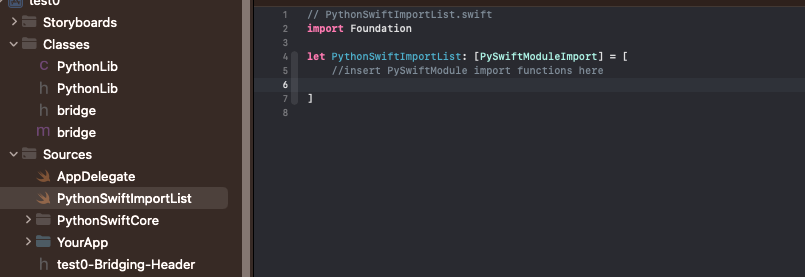 test0
Storyboards
Classes
PythonLib
PythonLib
bridge
bridge
Sources
AppDelegate
PythonSwiftImportList
PythonSwiftCore
YourApp
test0-Bridging-Header
1 // PythonSwiftImportList.swift
2 import Foundation
3
4 let PythonSwiftImportList: [PySwiftModuleImport] = [
5 //insert PySwiftModule import functions here
6
7 ]
8